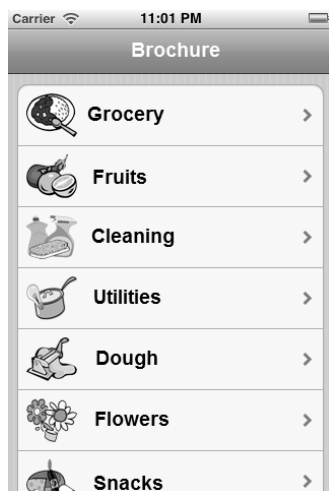 Carrier 11:01 PM
Brochure
Grocery
Fruits
Cleaning
Utilities
Dough
Flowers
Snacks